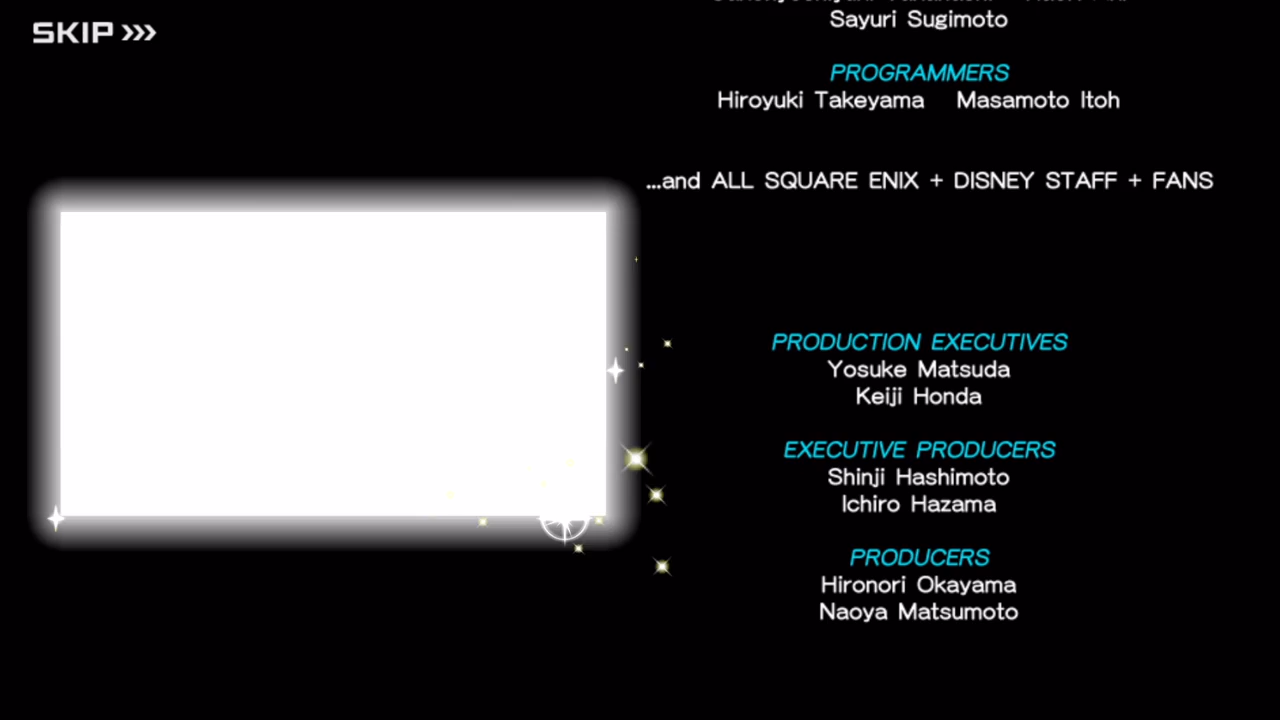 SKIP >>>
Sayuri Sugimoto
PROGRAMMERS
Hiroyuki Takeyama Masamoto Itoh
...and ALL SQUARE ENIX + DISNEY STAFF + FANS
PRODUCTION EXECUTIVES
Yosuke Matsuda
Keiji Honda
EXECUTIVE PRODUCERS
Shinji Hashimoto
Ichiro Hazama
PRODUCERS
Hironori Okayama
Naoya Matsumoto